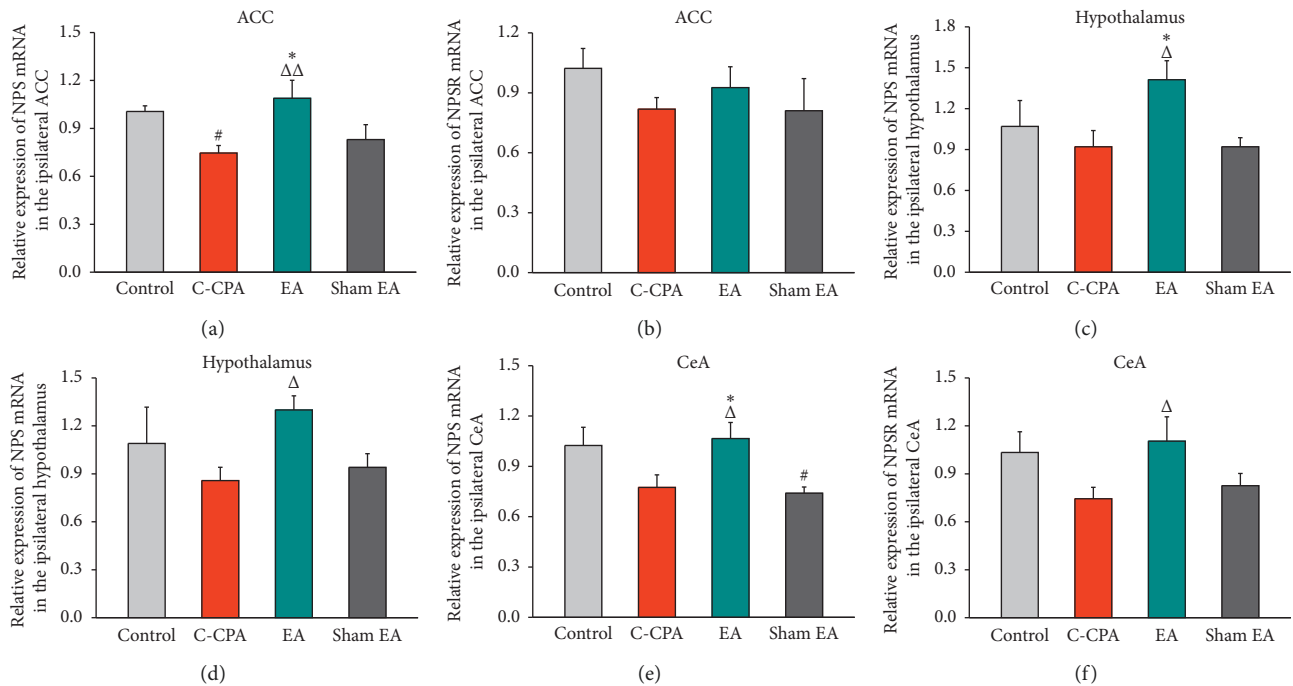 ACC
Relative expression of NPS mRNA
in the ipsilateral ACC
1.5
1.2
0.9
0.6
0.3
0.0
#
*
ΔΔ
Control
C-CPA
EA
Sham EA
(a)
ACC
Relative expression of NPSR mRNA
in the ipsilateral ACC
1.2
0.9
0.6
0.3
0.0
Control
C-CPA
EA
Sham EA
(b)
Hypothalamus
Relative expression of NPS mRNA
in the ipsilateral hypothalamus
1.8
1.5
1.2
0.9
0.6
0.3
0.0
*
Δ
Control
C-CPA
EA
Sham EA
(c)
Hypothalamus
Relative expression of NPS mRNA
in the ipsilateral hypothalamus
1.5
1.2
0.9
0.6
0.3
0.0
Δ
Control
C-CPA
EA
Sham EA
(d)
CeA
Relative expression of NPS mRNA
in the ipsilateral CeA
1.5
1.2
0.9
0.6
0.3
0.0
*
Δ
#
Control
C-CPA
EA
Sham EA
(e)
CeA
Relative expression of NPSR mRNA
in the ipsilateral CeA
1.5
1.2
0.9
0.6
0.3
0.0
Δ
Control
C-CPA
EA
Sham EA
(f)